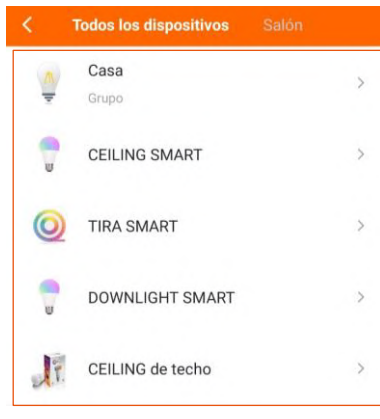 Todos los dispositivos Salón
Casa
Grupo
CEILING SMART
TIRA SMART
DOWNLIGHT SMART
CEILING de techo